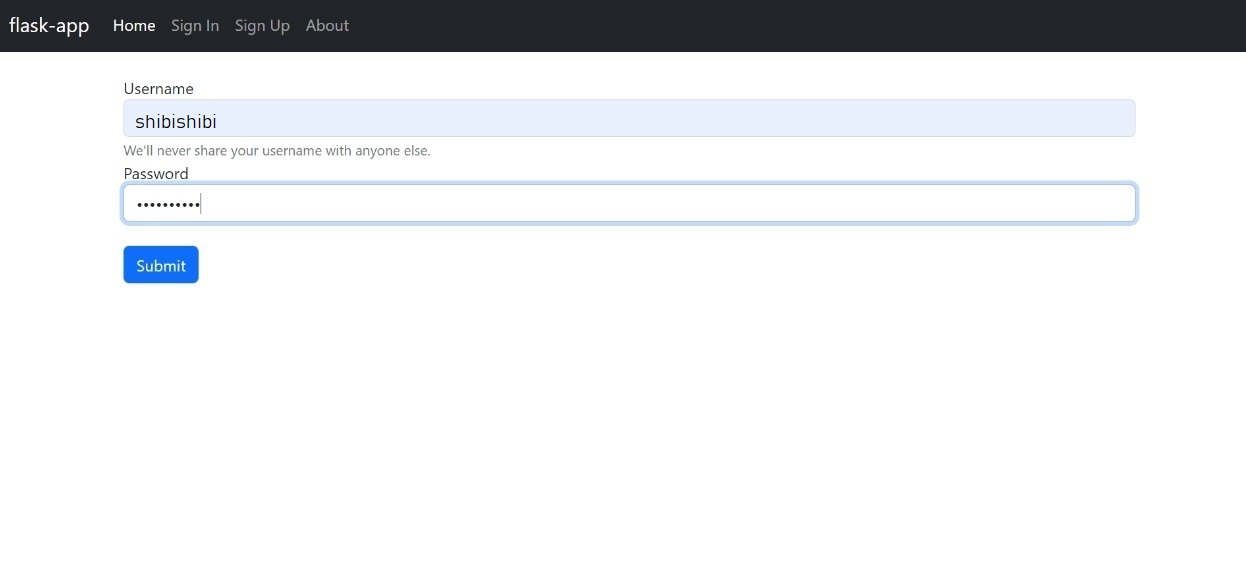 flask-app Home Sign In Sign Up About
Username
shibishibi
We'll never share your username with anyone else.
Password
••••••••••
Submit